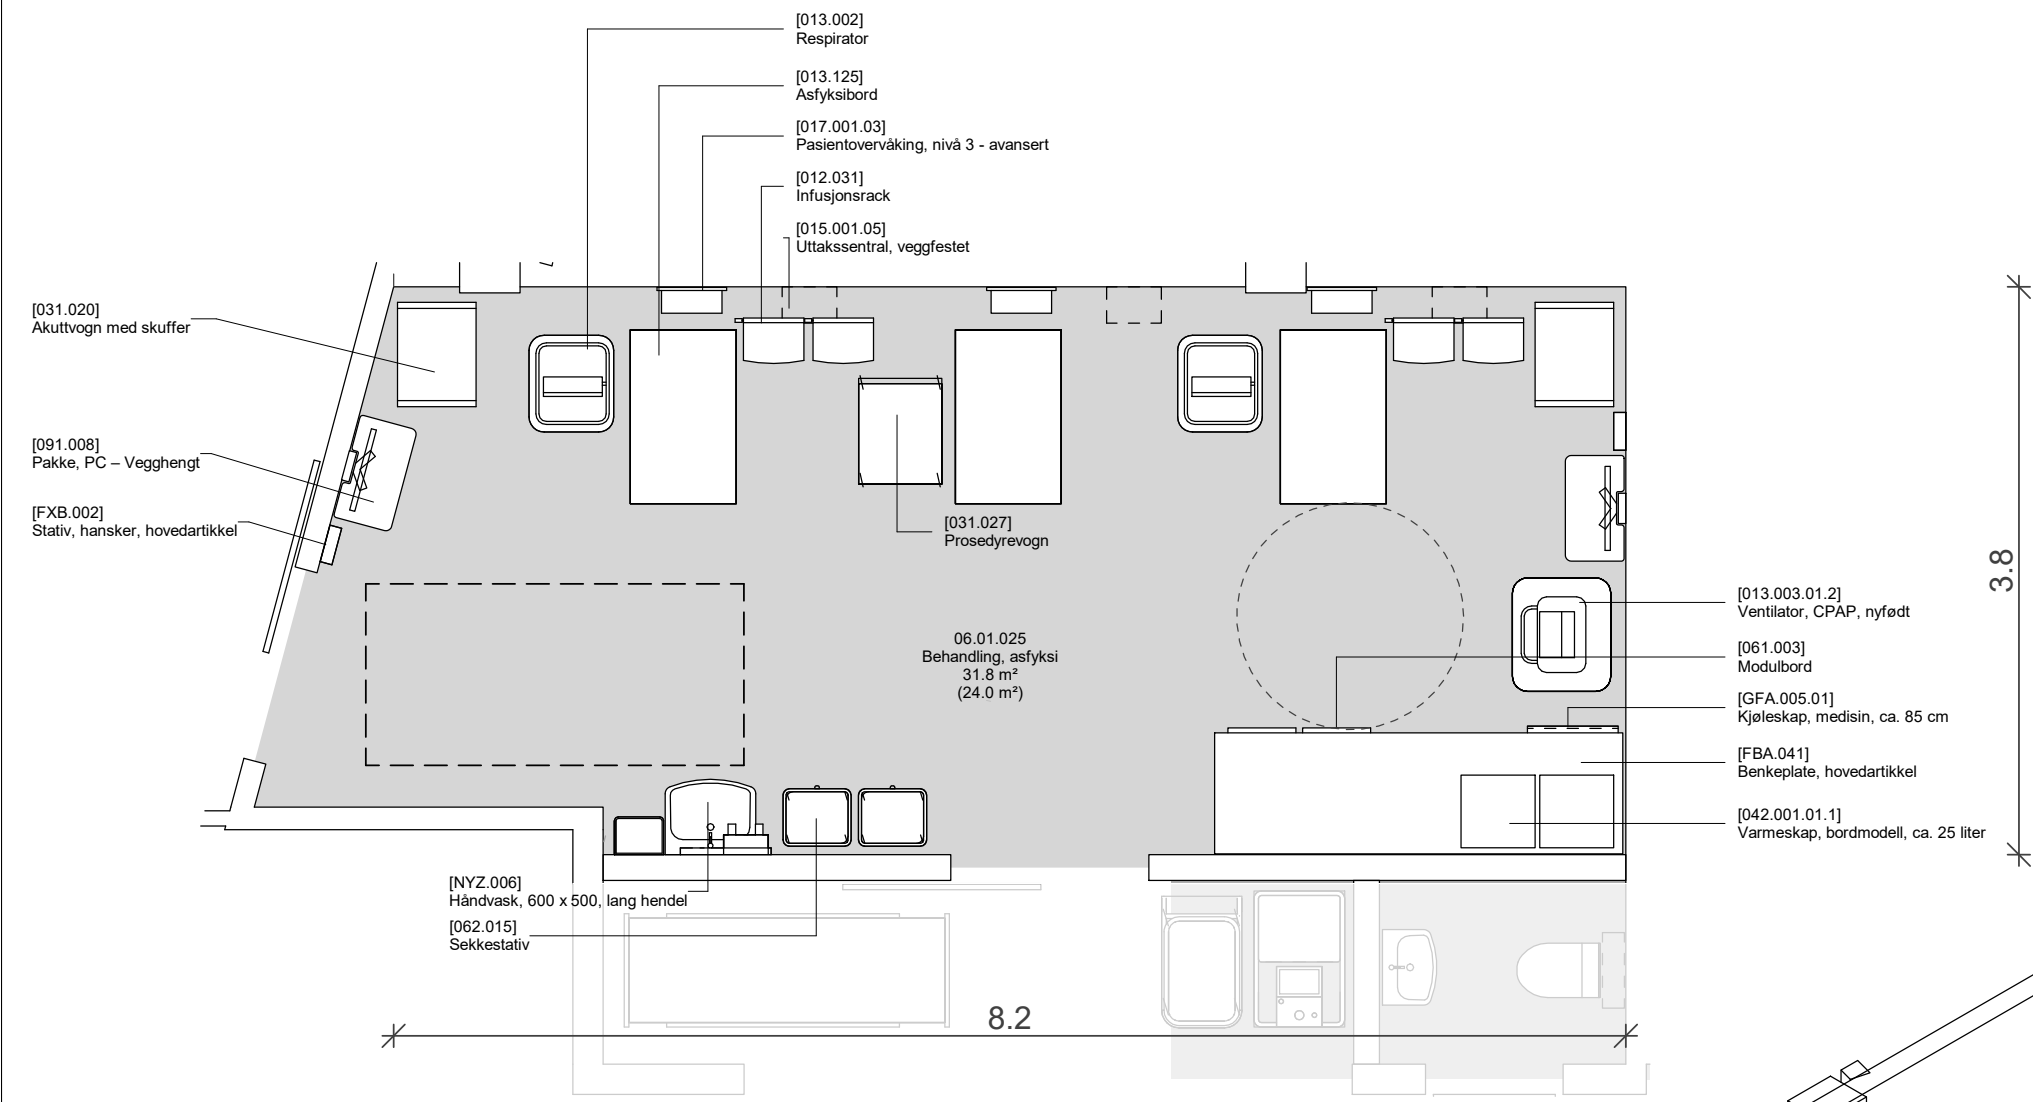 [013.002]
Respirator
[013.125]
Asfyksibord
[017.001.03]
Pasientovervåking, nivå 3 - avansert
[012.031]
Infusjonsrack
[015.001.05]
Uttakssentral, veggfestet
[031.020]
Akuttvogn med skuffer
[091.008]
Pakke, PC – Vegghengt
[FXB.002]
Stativ, hansker, hovedartikkel
[031.027]
Prosedyrevogn
3.8
[013.003.01.2]
Ventilator, CPAP, nyfødt
06.01.025
Behandling, asfyksi
31.8 m²
(24.0 m²)
[061.003]
Modulbord
[GFA.005.01]
Kjøleskap, medisin, ca. 85 cm
[FBA.041]
Benkeplate, hovedartikkel
[042.001.01.1]
Varmeskap, bordmodell, ca. 25 liter
[NYZ.006]
Håndvask, 600 x 500, lang hendel
[062.015]
Sekkestativ
8.2